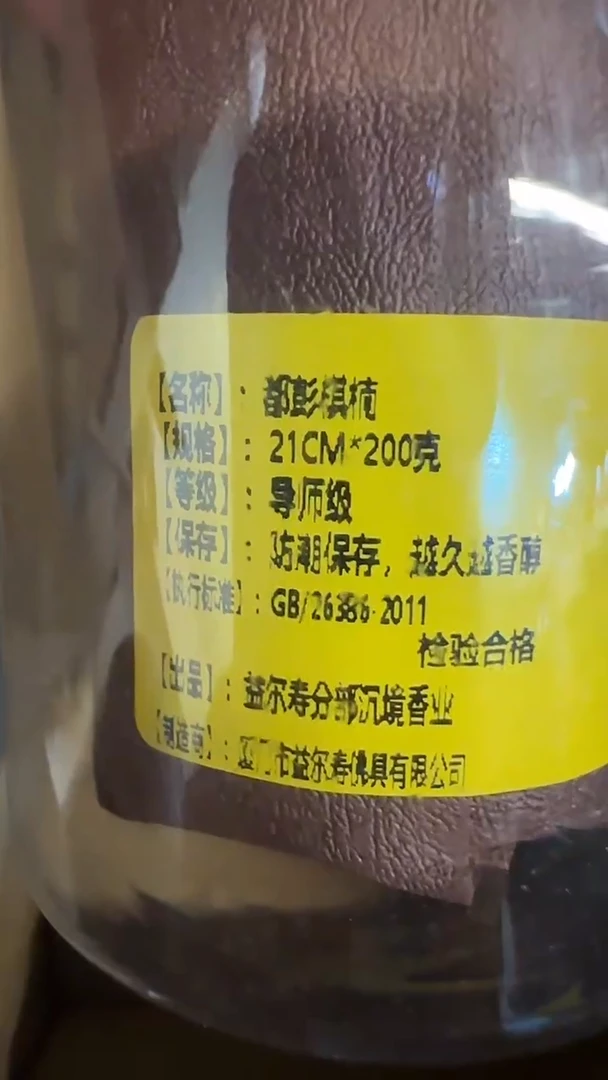 【名称】：都彭棋楠
【规格】：21CM*200克
【等级】：导师级
【保存】：防潮保存，越久越香醇
【执行标准】：GB/26386-2011
检验合格
【出品】：益尔寿分部沉境香业
【制造商】：厦门市益尔寿佛具有限公司